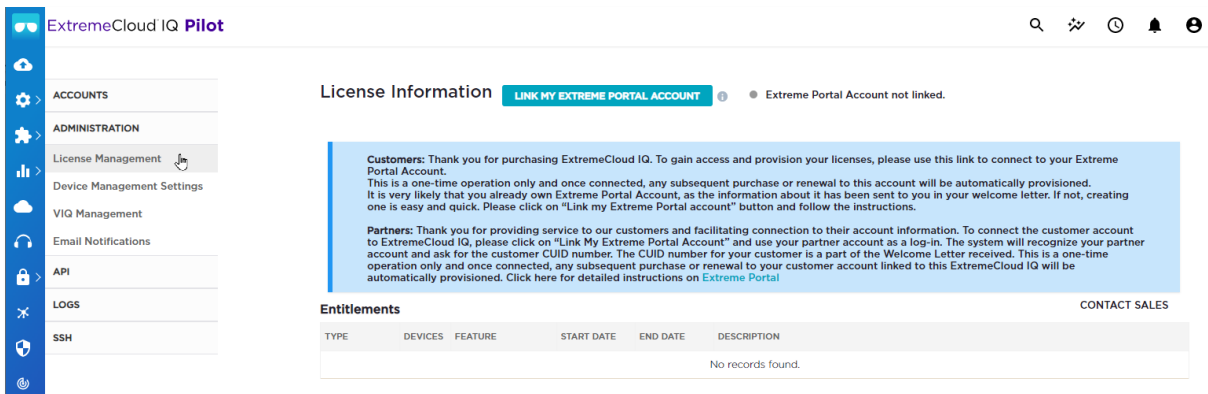 ExtremeCloud IQ Pilot
ACCOUNTS
ADMINISTRATION
License Management
Device Management Settings
VIQ Management
Email Notifications
API
LOGS
SSH
License Information
LINK MY EXTREME PORTAL ACCOUNT
Extreme Portal Account not linked.
Customers: Thank you for purchasing ExtremeCloud IQ. To gain access and provision your licenses, please use this link to connect to your Extreme
Portal Account.
This is a one-time operation only and once connected, any subsequent purchase or renewal to this account will be automatically provisioned.
It is very likely that you already own Extreme Portal Account, as the information about it has been sent to you in your welcome letter. If not, creating
one is easy and quick. Please click on “Link my Extreme Portal account” button and follow the instructions.
Partners: Thank you for providing service to our customers and facilitating connection to their account information. To connect the customer account
to ExtremeCloud IQ, please click on “Link My Extreme Portal Account” and use your partner account as a log-in. The system will recognize your partner
account and ask for the customer CUID number. The CUID number for your customer is a part of the Welcome Letter received. This is a one-time
operation only and once connected, any subsequent purchase or renewal to your customer account linked to this ExtremeCloud IQ will be
automatically provisioned. Click here for detailed instructions on Extreme Portal
Entitlements
CONTACT SALES
TYPE DEVICES FEATURE START DATE END DATE DESCRIPTION
No records found.